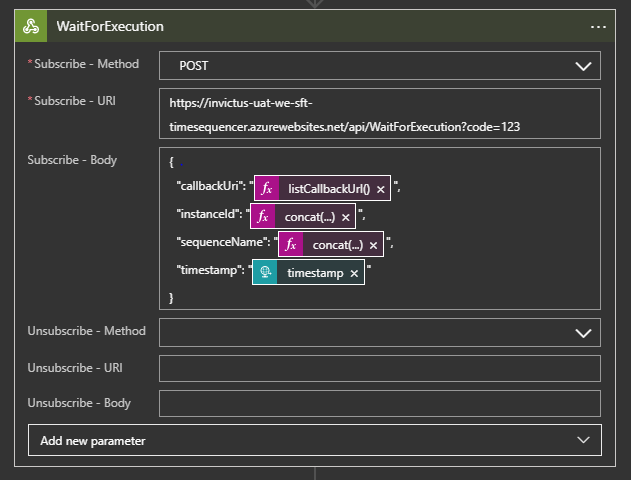 WaitForExecution ...
* Subscribe - Method POST
* Subscribe - URI https://invictus-uat-we-sft-
timesequencer.azurewebsites.net/api/WaitForExecution?code=123
Subscribe - Body {
"callbackUri": " fx listCallbackUrl() × ",
"instanceId": " fx concat(...) × ",
"sequenceName": " fx concat(...) × ",
"timestamp": " timestamp × "
}
Unsubscribe - Method
Unsubscribe - URI
Unsubscribe - Body
Add new parameter